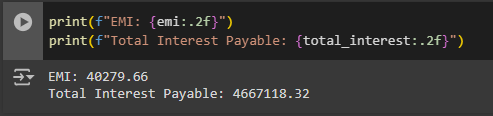 print(f"EMI: {emi:.2f}")
print(f"Total Interest Payable: {total_interest:.2f}")
EMI: 40279.66
Total Interest Payable: 4667118.32